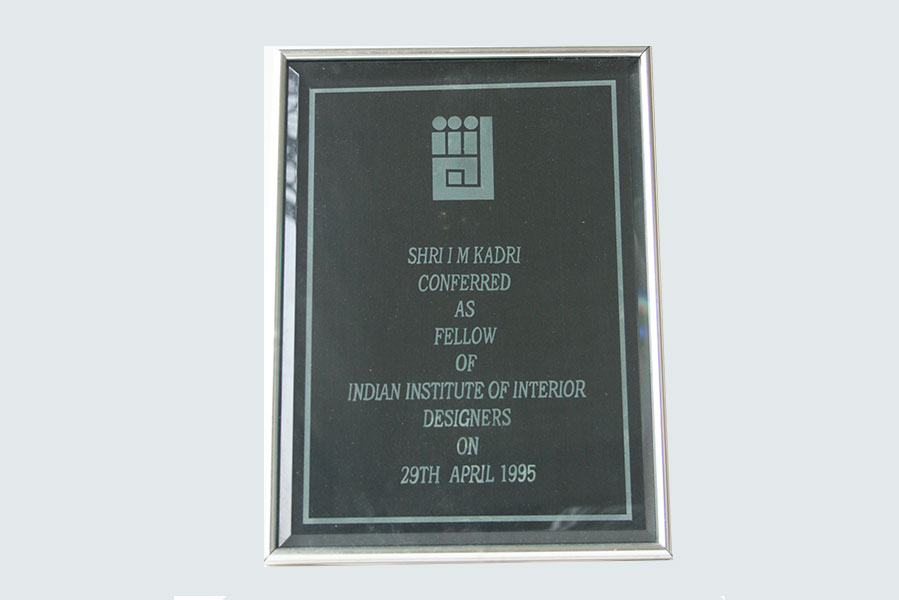 SHRI I M KADRI
CONFERRED
AS
FELLOW
OF
INDIAN INSTITUTE OF INTERIOR
DESIGNERS
ON
29TH APRIL 1995